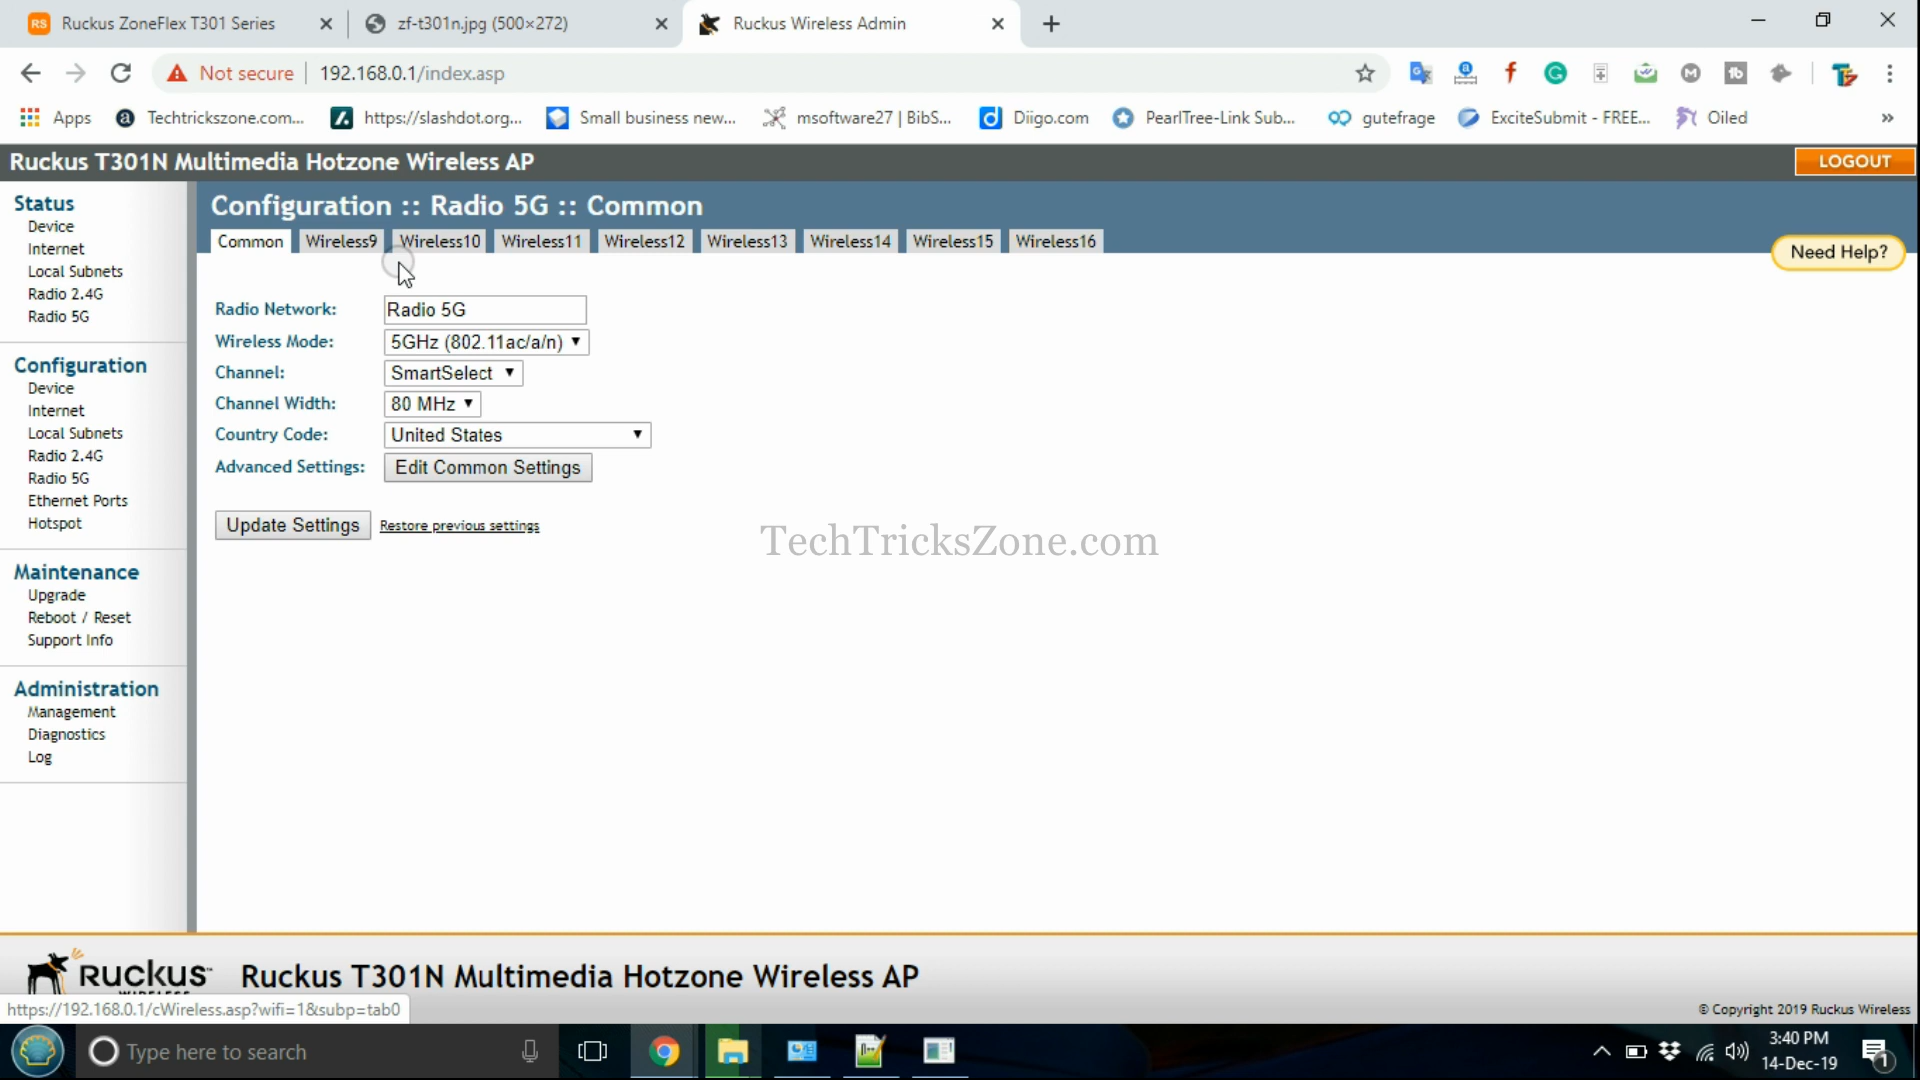 Ruckus ZoneFlex T301 Series
zf-t301n.jpg (500×272)
Ruckus Wireless Admin
Not secure
192.168.0.1/index.asp
Apps
Techtrickszone.com...
https://slashdot.org...
Small business new...
msoftware27 | BibS...
Diigo.com
PearlTree-Link Sub...
gutefrage
ExciteSubmit - FREE...
Oiled
»
Ruckus T301N Multimedia Hotzone Wireless AP
LOGOUT
Status
Device
Internet
Local Subnets
Radio 2.4G
Radio 5G
Configuration
Device
Internet
Local Subnets
Radio 2.4G
Radio 5G
Ethernet Ports
Hotspot
Maintenance
Upgrade
Reboot / Reset
Support Info
Administration
Management
Diagnostics
Log
Configuration :: Radio 5G :: Common
Common
Wireless9
Wireless10
Wireless11
Wireless12
Wireless13
Wireless14
Wireless15
Wireless16
Need Help?
Radio Network:
Radio 5G
Wireless Mode:
5GHz (802.11ac/a/n)
Channel:
SmartSelect
Channel Width:
80 MHz
Country Code:
United States
Advanced Settings:
Edit Common Settings
Update Settings
Restore previous settings
TechTricksZone.com
RUCKUS
Ruckus T301N Multimedia Hotzone Wireless AP
https://192.168.0.1/cWireless.asp?wifi=1&subp=tab0
© Copyright 2019 Ruckus Wireless
Type here to search
3:40 PM
14-Dec-19
1